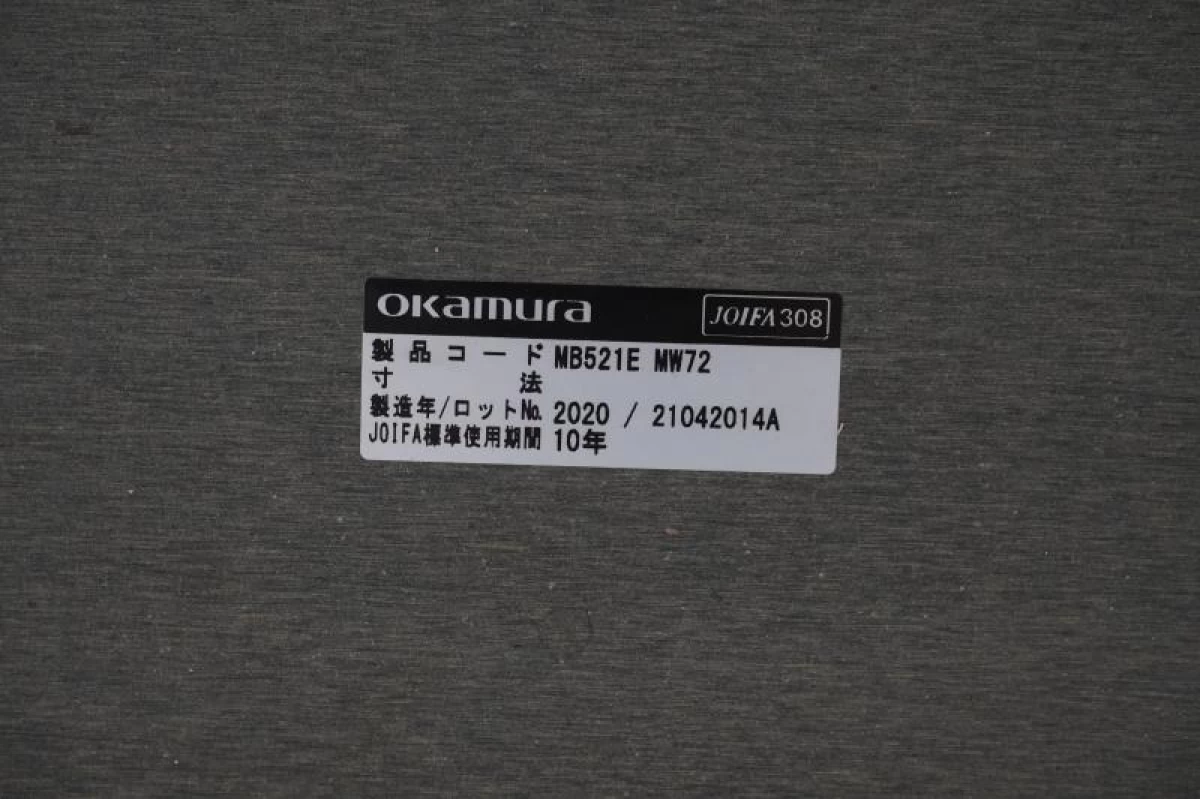 okamura JOIFA308
製品コード MB521E MW72
寸法
製造年/ロットNo. 2020 / 21042014A
JOIFA標準使用期間 10年